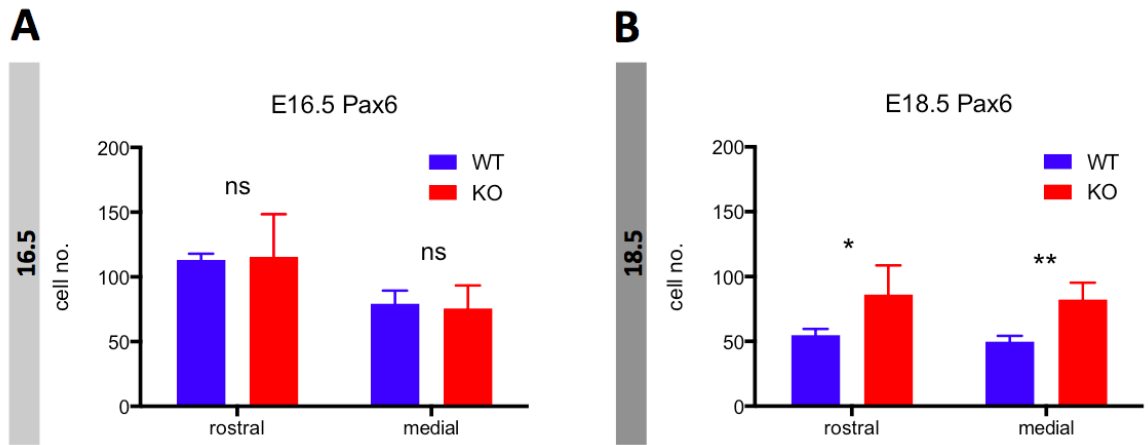 A
16.5
E16.5 Pax6
WT
KO
cell no.
200
150
100
50
0
ns
ns
rostral
medial
B
18.5
E18.5 Pax6
WT
KO
cell no.
200
150
100
50
0
*
**
rostral
medial